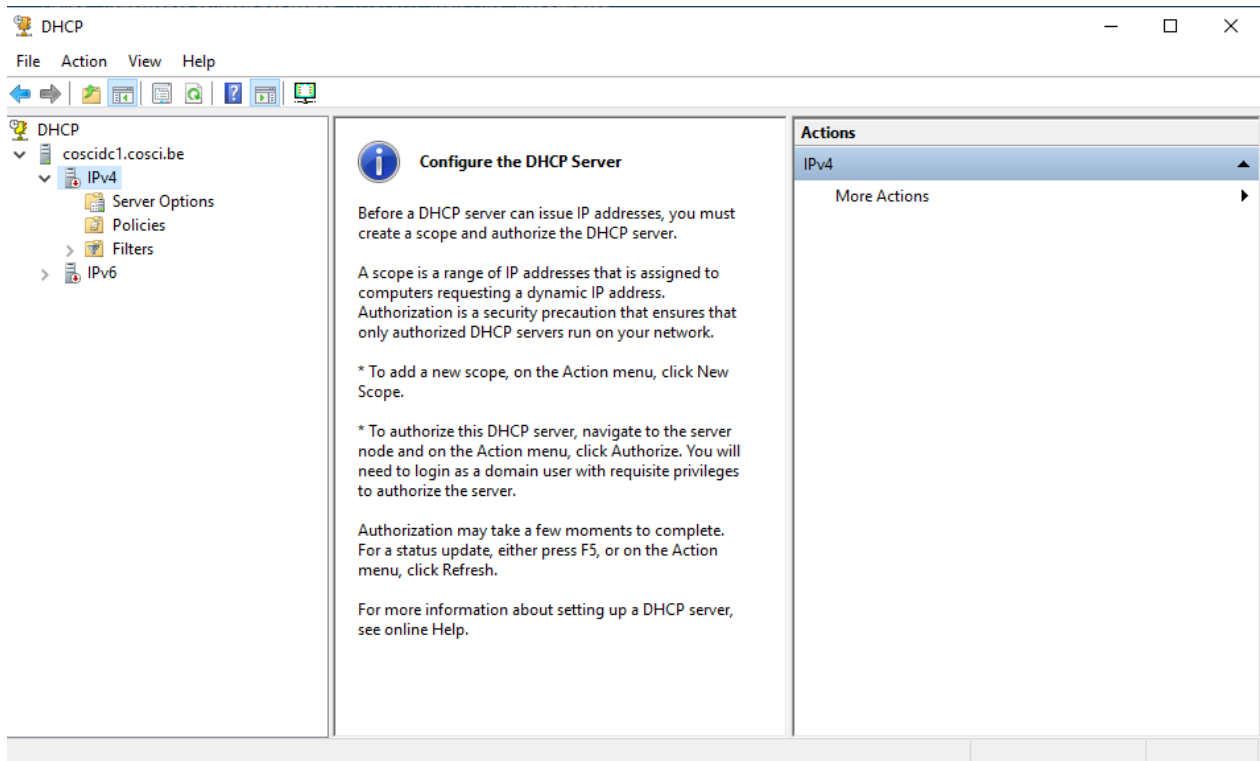 DHCP
File Action View Help
DHCP
coscidc1.cosci.be
IPv4
Server Options
Policies
Filters
IPv6
Configure the DHCP Server
Before a DHCP server can issue IP addresses, you must
create a scope and authorize the DHCP server.
A scope is a range of IP addresses that is assigned to
computers requesting a dynamic IP address.
Authorization is a security precaution that ensures that
only authorized DHCP servers run on your network.
* To add a new scope, on the Action menu, click New
Scope.
* To authorize this DHCP server, navigate to the server
node and on the Action menu, click Authorize. You will
need to login as a domain user with requisite privileges
to authorize the server.
Authorization may take a few moments to complete.
For a status update, either press F5, or on the Action
menu, click Refresh.
For more information about setting up a DHCP server,
see online Help.
Actions
IPv4
More Actions